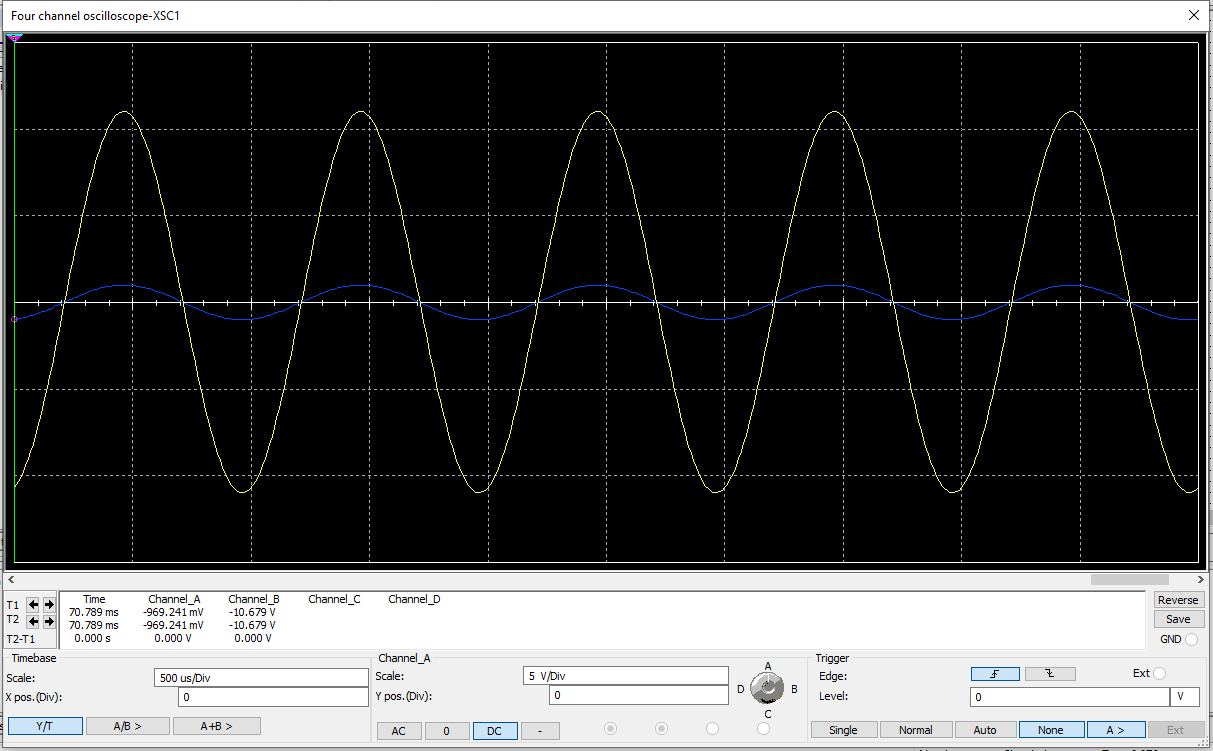 Four channel oscilloscope-XSC1
T1
T2
T2-T1
Time Channel_A Channel_B Channel_C Channel_D
70.789 ms -969.241 mV -10.679 V
70.789 ms -969.241 mV -10.679 V
0.000 s 0.000 V 0.000 V
Reverse
Save
GND
Timebase
Scale: 500 us/Div
X pos.(Div): 0
Y/T A/B > A+B >
Channel_A
Scale: 5 V/Div
Y pos.(Div): 0
AC 0 DC -
A
D B
C
Trigger
Edge: Ext
Level: 0 V
Single Normal Auto None A > Ext